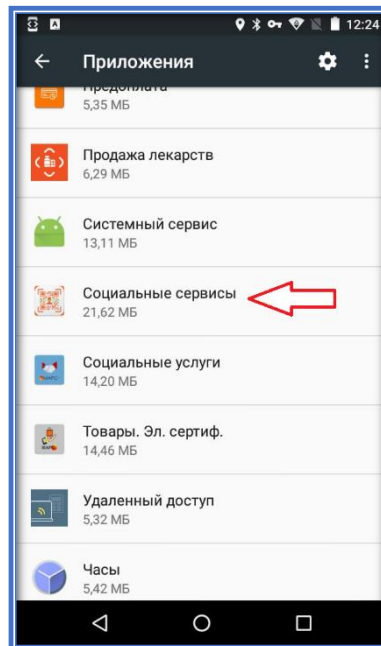 12:24
Приложения
Предоплата
5,35 МБ
Продажа лекарств
6,29 МБ
Системный сервис
13,11 МБ
Социальные сервисы
21,62 МБ
Социальные услуги
14,20 МБ
Товары. Эл. сертиф.
14,46 МБ
Удаленный доступ
5,32 МБ
Часы
5,42 МБ